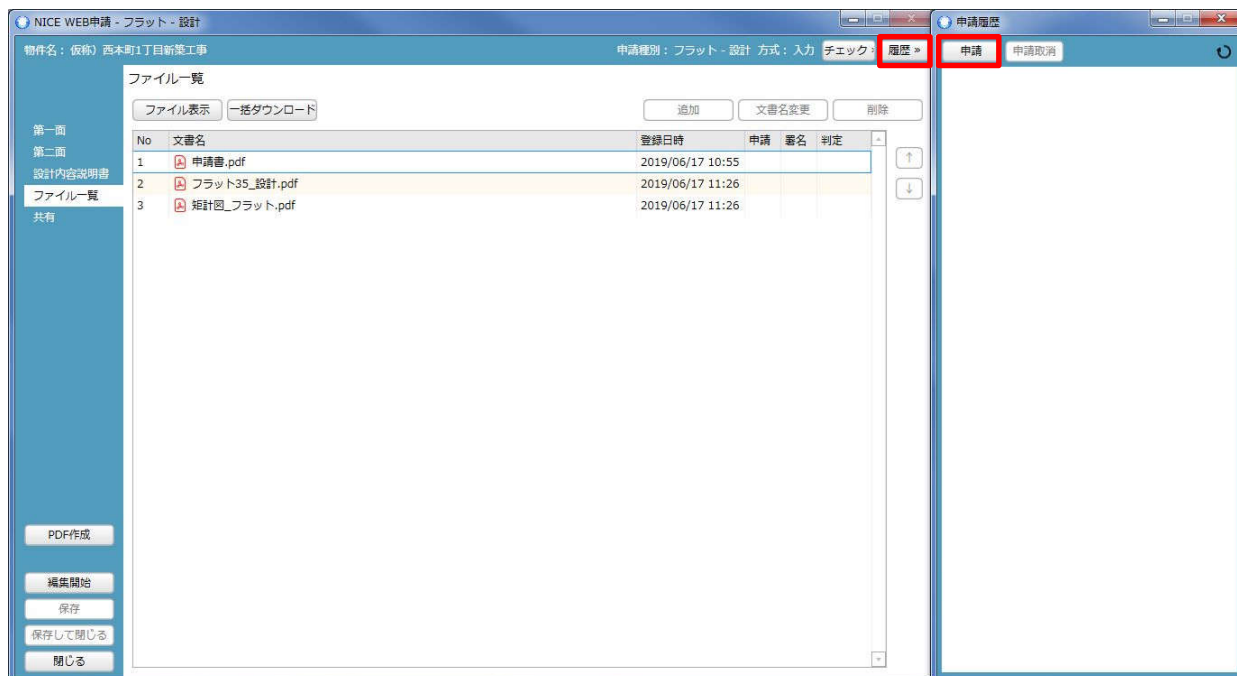 NICE WEB申請 - フラット - 設計
物件名：仮称）西本町1丁目新築工事
申請種別：フラット - 設計 方式：入力 チェック» 履歴 »
第一面
第二面
設計内容説明書
ファイル一覧
共有
PDF作成
編集開始
保存
保存して閉じる
閉じる
ファイル一覧
ファイル表示 一括ダウンロード 追加 文書名変更 削除
No 文書名 登録日時 申請 署名 判定
1 申請書.pdf 2019/06/17 10:55
2 フラット35_設計.pdf 2019/06/17 11:26
3 矩計図_フラット.pdf 2019/06/17 11:26
↑
↓
申請履歴
申請 申請取消